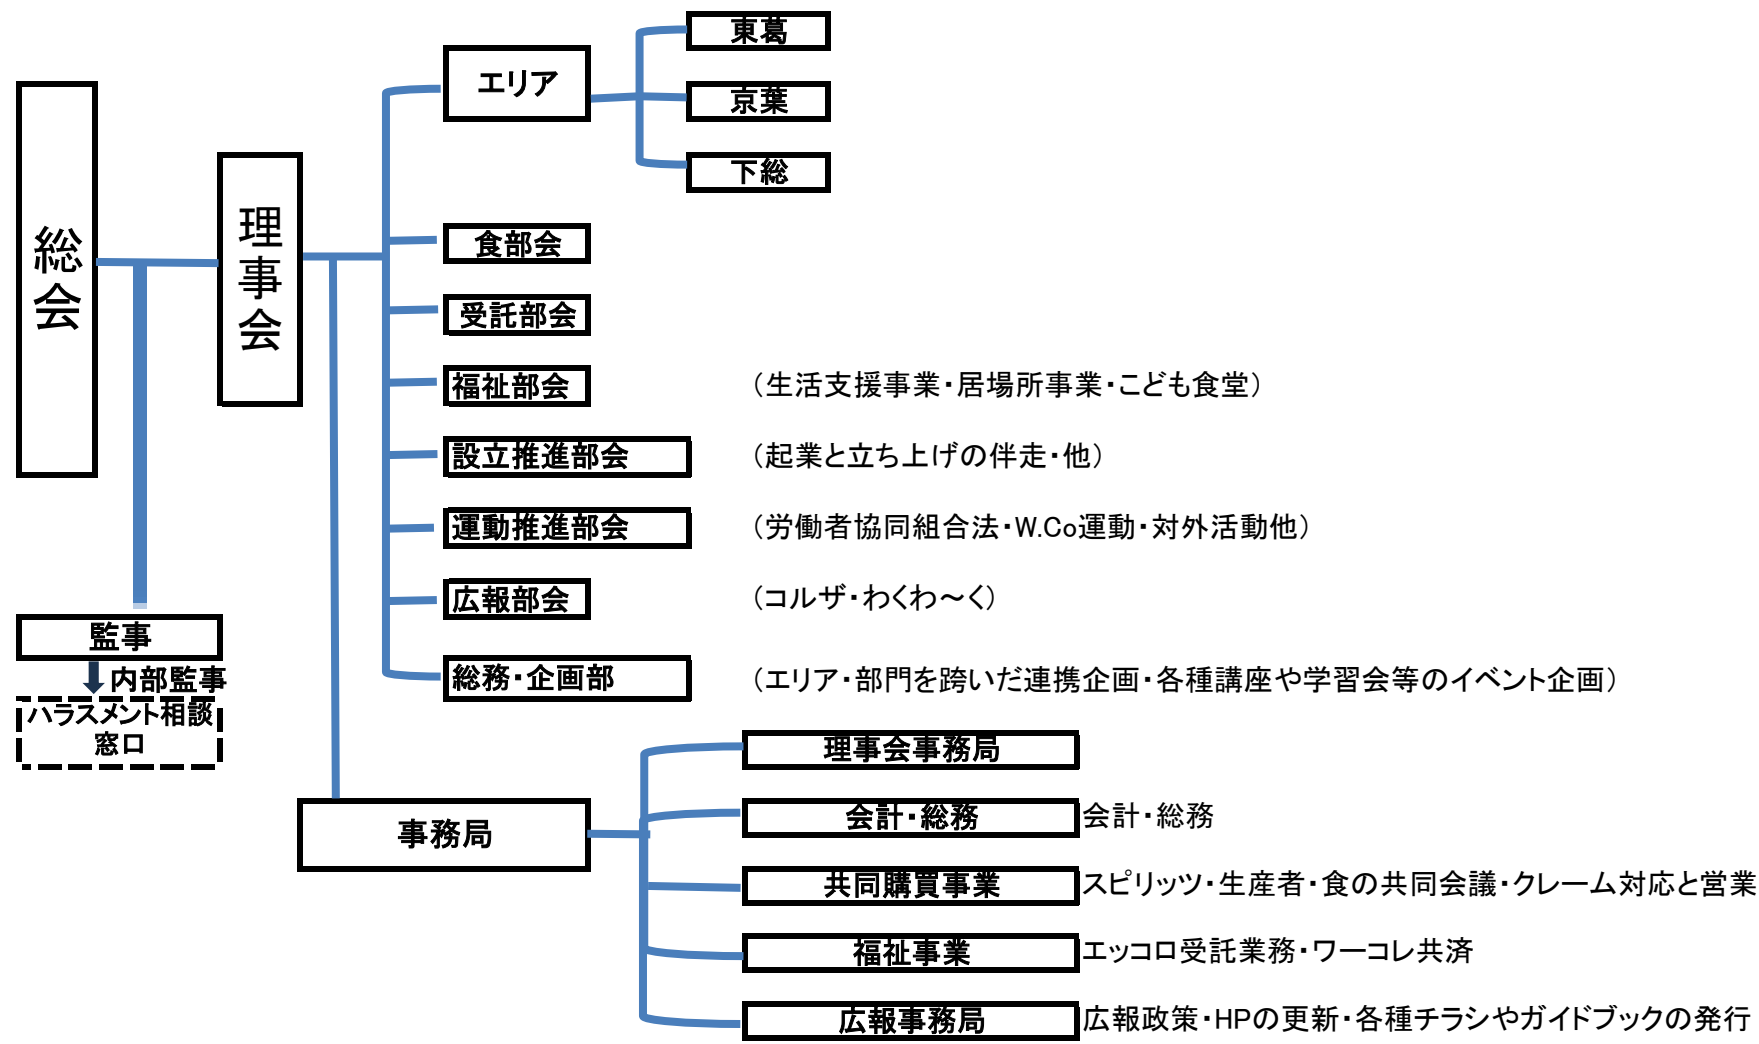 総会
理事会
エリア
東葛
京葉
下総
食部会
受託部会
福祉部会
(生活支援事業・居場所事業・こども食堂)
設立推進部会
(起業と立ち上げの伴走・他)
運動推進部会
(労働者協同組合法・W.Co運動・対外活動他)
広報部会
(コルザ・わくわ～く)
総務・企画部
(エリア・部門を跨いだ連携企画・各種講座や学習会等のイベント企画)
監事
内部監事
ハラスメント相談
窓口
事務局
理事会事務局
会計・総務
会計・総務
共同購買事業
スピリッツ・生産者・食の共同会議・クレーム対応と営業
福祉事業
エッコロ受託業務・ワーコレ共済
広報事務局
広報政策・HPの更新・各種チラシやガイドブックの発行